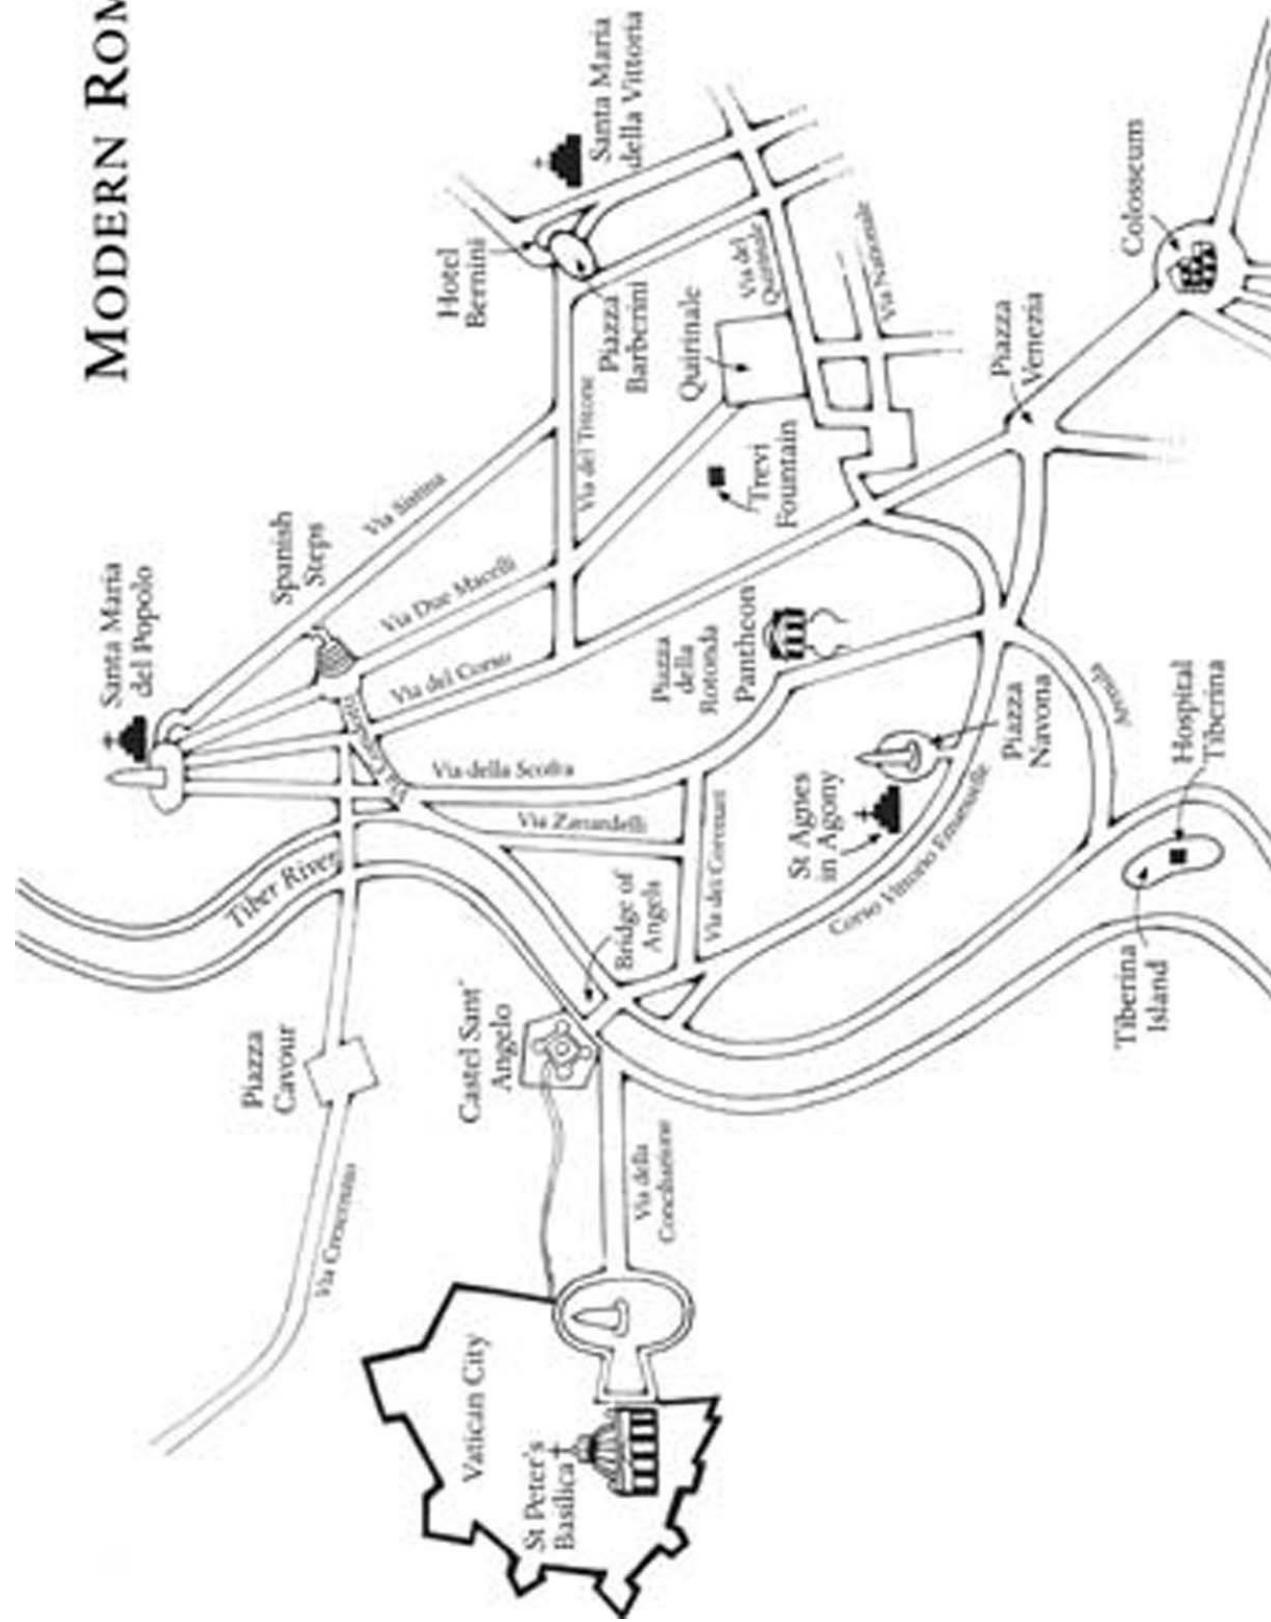 MODERN ROM
Santa Maria
del Popolo
Spanish
Steps
Via Sistina
Hotel
Bernini
Santa Maria
della Vittoria
Via Due Macelli
Via del Corso
Via del Tritone
Piazza
Barberini
Quirinale
Via del
Quirinale
Via Nationale
Trevi
Fountain
Piazza
Venezia
Colosseum
Tiber River
Via della Scofra
Via Zanardelli
Piazza
della
Rotonda
Pantheon
Piazza
Cavour
Via Crescenzio
Castel Sant'
Angelo
Bridge of
Angels
Via dei Coronari
St Agnes
in Agony
Piazza
Navona
Corso Vittorio Emanuelle
Hospital
Tiberina
Tiberina
Island
Via della
Conciliazione
Vatican City
St Peter's
Basilica